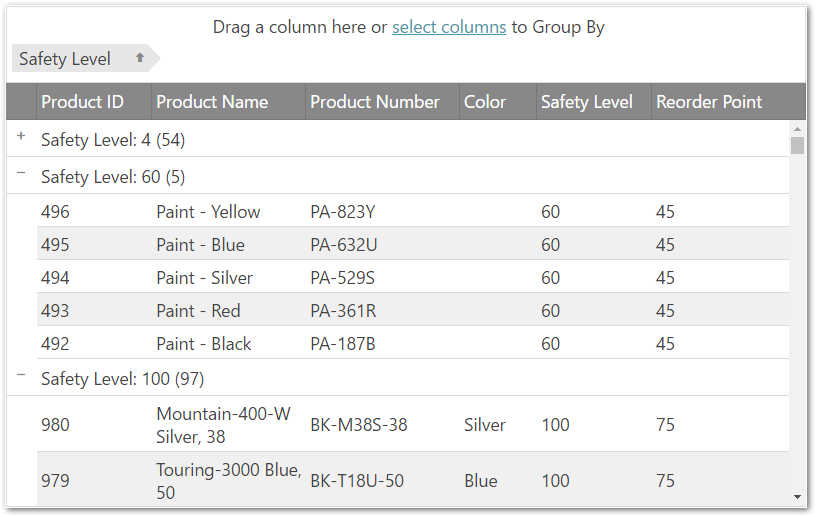 Drag a column here or select columns to Group By
Safety Level
Product ID Product Name Product Number Color Safety Level Reorder Point
+ Safety Level: 4 (54)
− Safety Level: 60 (5)
496 Paint - Yellow PA-823Y 60 45
495 Paint - Blue PA-632U 60 45
494 Paint - Silver PA-529S 60 45
493 Paint - Red PA-361R 60 45
492 Paint - Black PA-187B 60 45
− Safety Level: 100 (97)
980 Mountain-400-W BK-M38S-38 Silver 100 75
Silver, 38
979 Touring-3000 Blue, BK-T18U-50 Blue 100 75
50